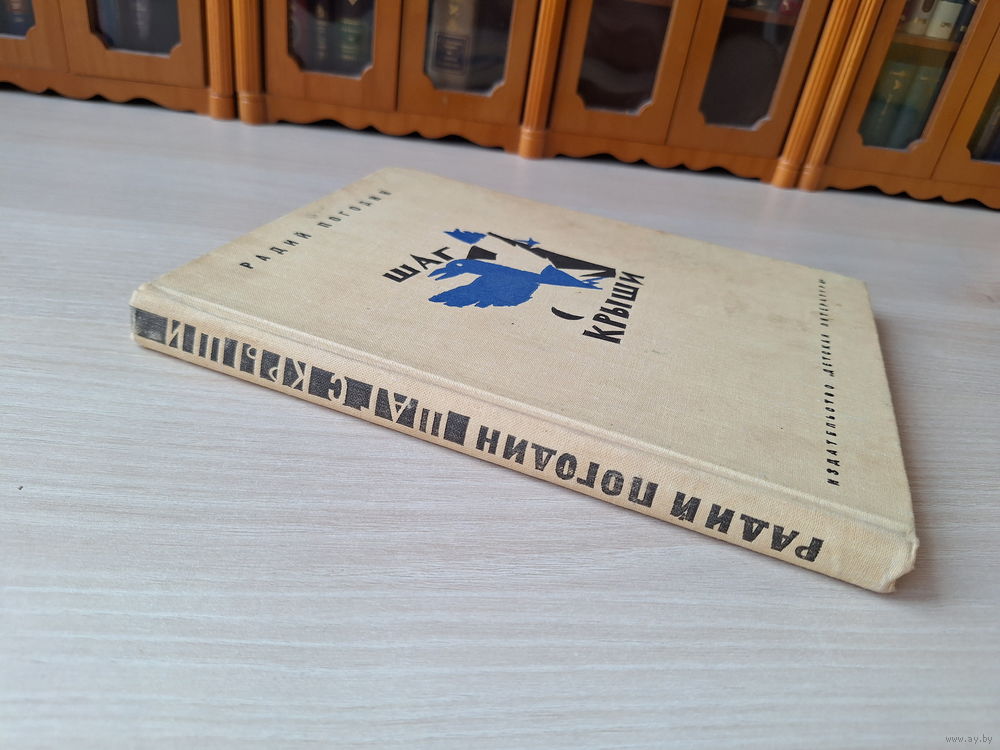 РАДИЙ ПОГОДИН
ШАГ
С
КРЫШИ
ИЗДАТЕЛЬСТВО „ДЕТСКАЯ ЛИТЕРАТУРА“
РАДИЙ ПОГОДИН ШАГ С КРЫШИ
www.ay.by